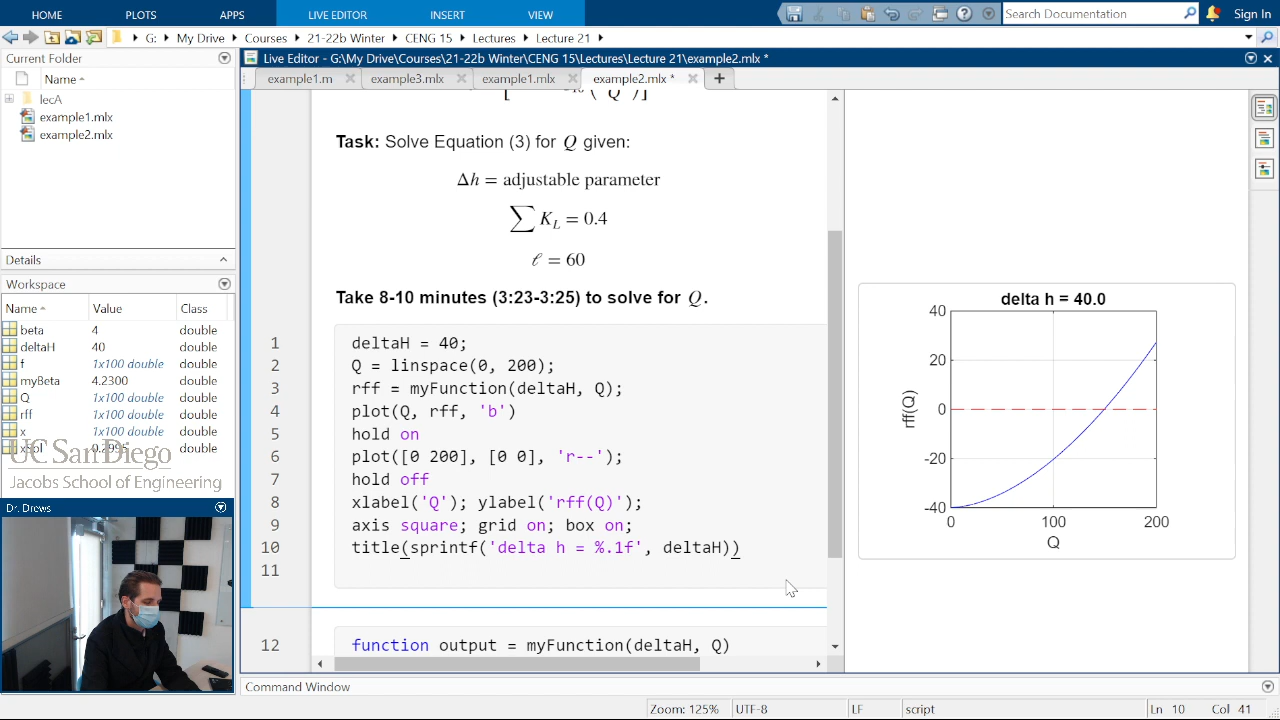 HOME PLOTS APPS LIVE EDITOR INSERT VIEW Search Documentation Sign In
G: My Drive Courses 21-22b Winter CENG 15 Lectures Lecture 21
Current Folder
Name
lecA
example1.mlx
example2.mlx
Details
Workspace
Name Value Class
beta 4 double
deltaH 40 double
f 1x100 double
myBeta 4.2300 double
Q 1x100 double
rff 1x100 double
x 1x100 double
double
UC San Diego
Jacobs School of Engineering
Dr. Drews
Live Editor - G:\My Drive\Courses\21-22b Winter\CENG 15\Lectures\Lecture 21\example2.mlx *
example1.m example3.mlx example1.mlx example2.mlx * +
Task: Solve Equation (3) for Q given:
Δh = adjustable parameter
∑ K_L = 0.4
ℓ = 60
Take 8-10 minutes (3:23-3:25) to solve for Q.
1 deltaH = 40;
2 Q = linspace(0, 200);
3 rff = myFunction(deltaH, Q);
4 plot(Q, rff, 'b')
5 hold on
6 plot([0 200], [0 0], 'r--');
7 hold off
8 xlabel('Q'); ylabel('rff(Q)');
9 axis square; grid on; box on;
10 title(sprintf('delta h = %.1f', deltaH))
11
12 function output = myFunction(deltaH, Q)
delta h = 40.0
40
20
0
-20
-40
rff(Q)
0 100 200
Q
Command Window
Zoom: 125% UTF-8 LF script Ln 10 Col 41